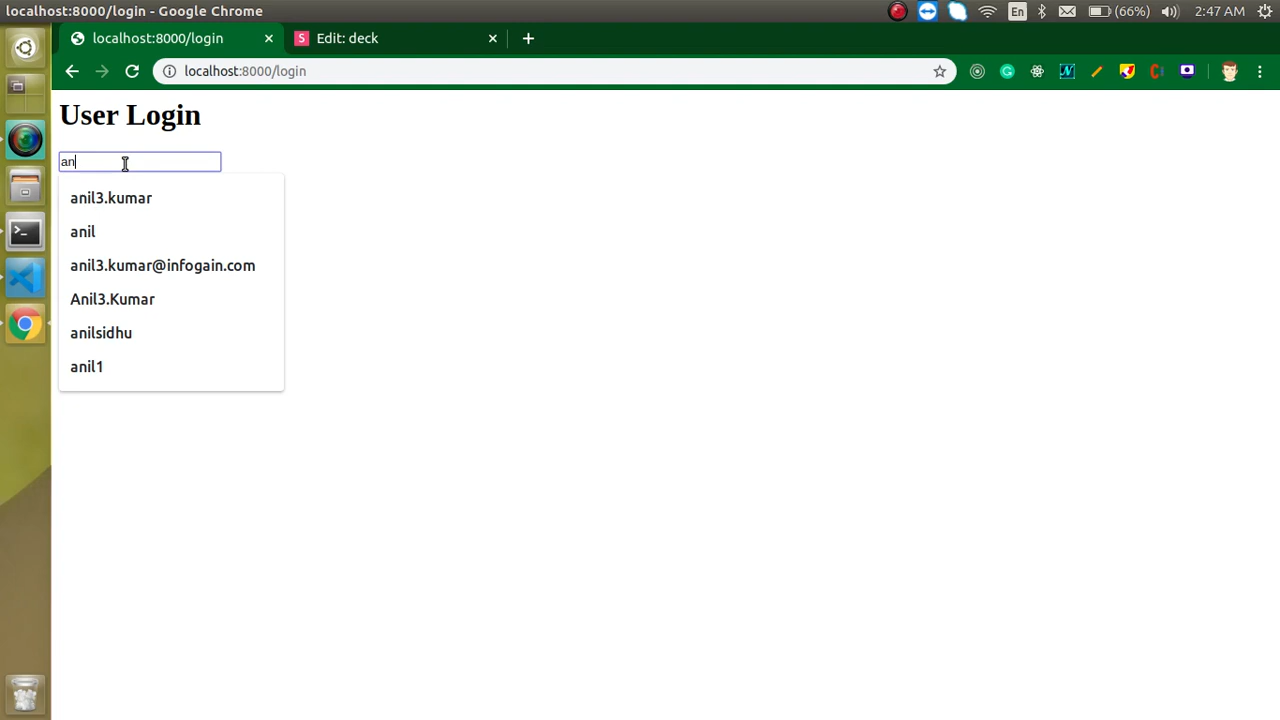 localhost:8000/login - Google Chrome
En
(66%)
2:47 AM
localhost:8000/login
S
Edit: deck
localhost:8000/login
User Login
an
anil3.kumar
anil
anil3.kumar@infogain.com
Anil3.Kumar
anilsidhu
anil1